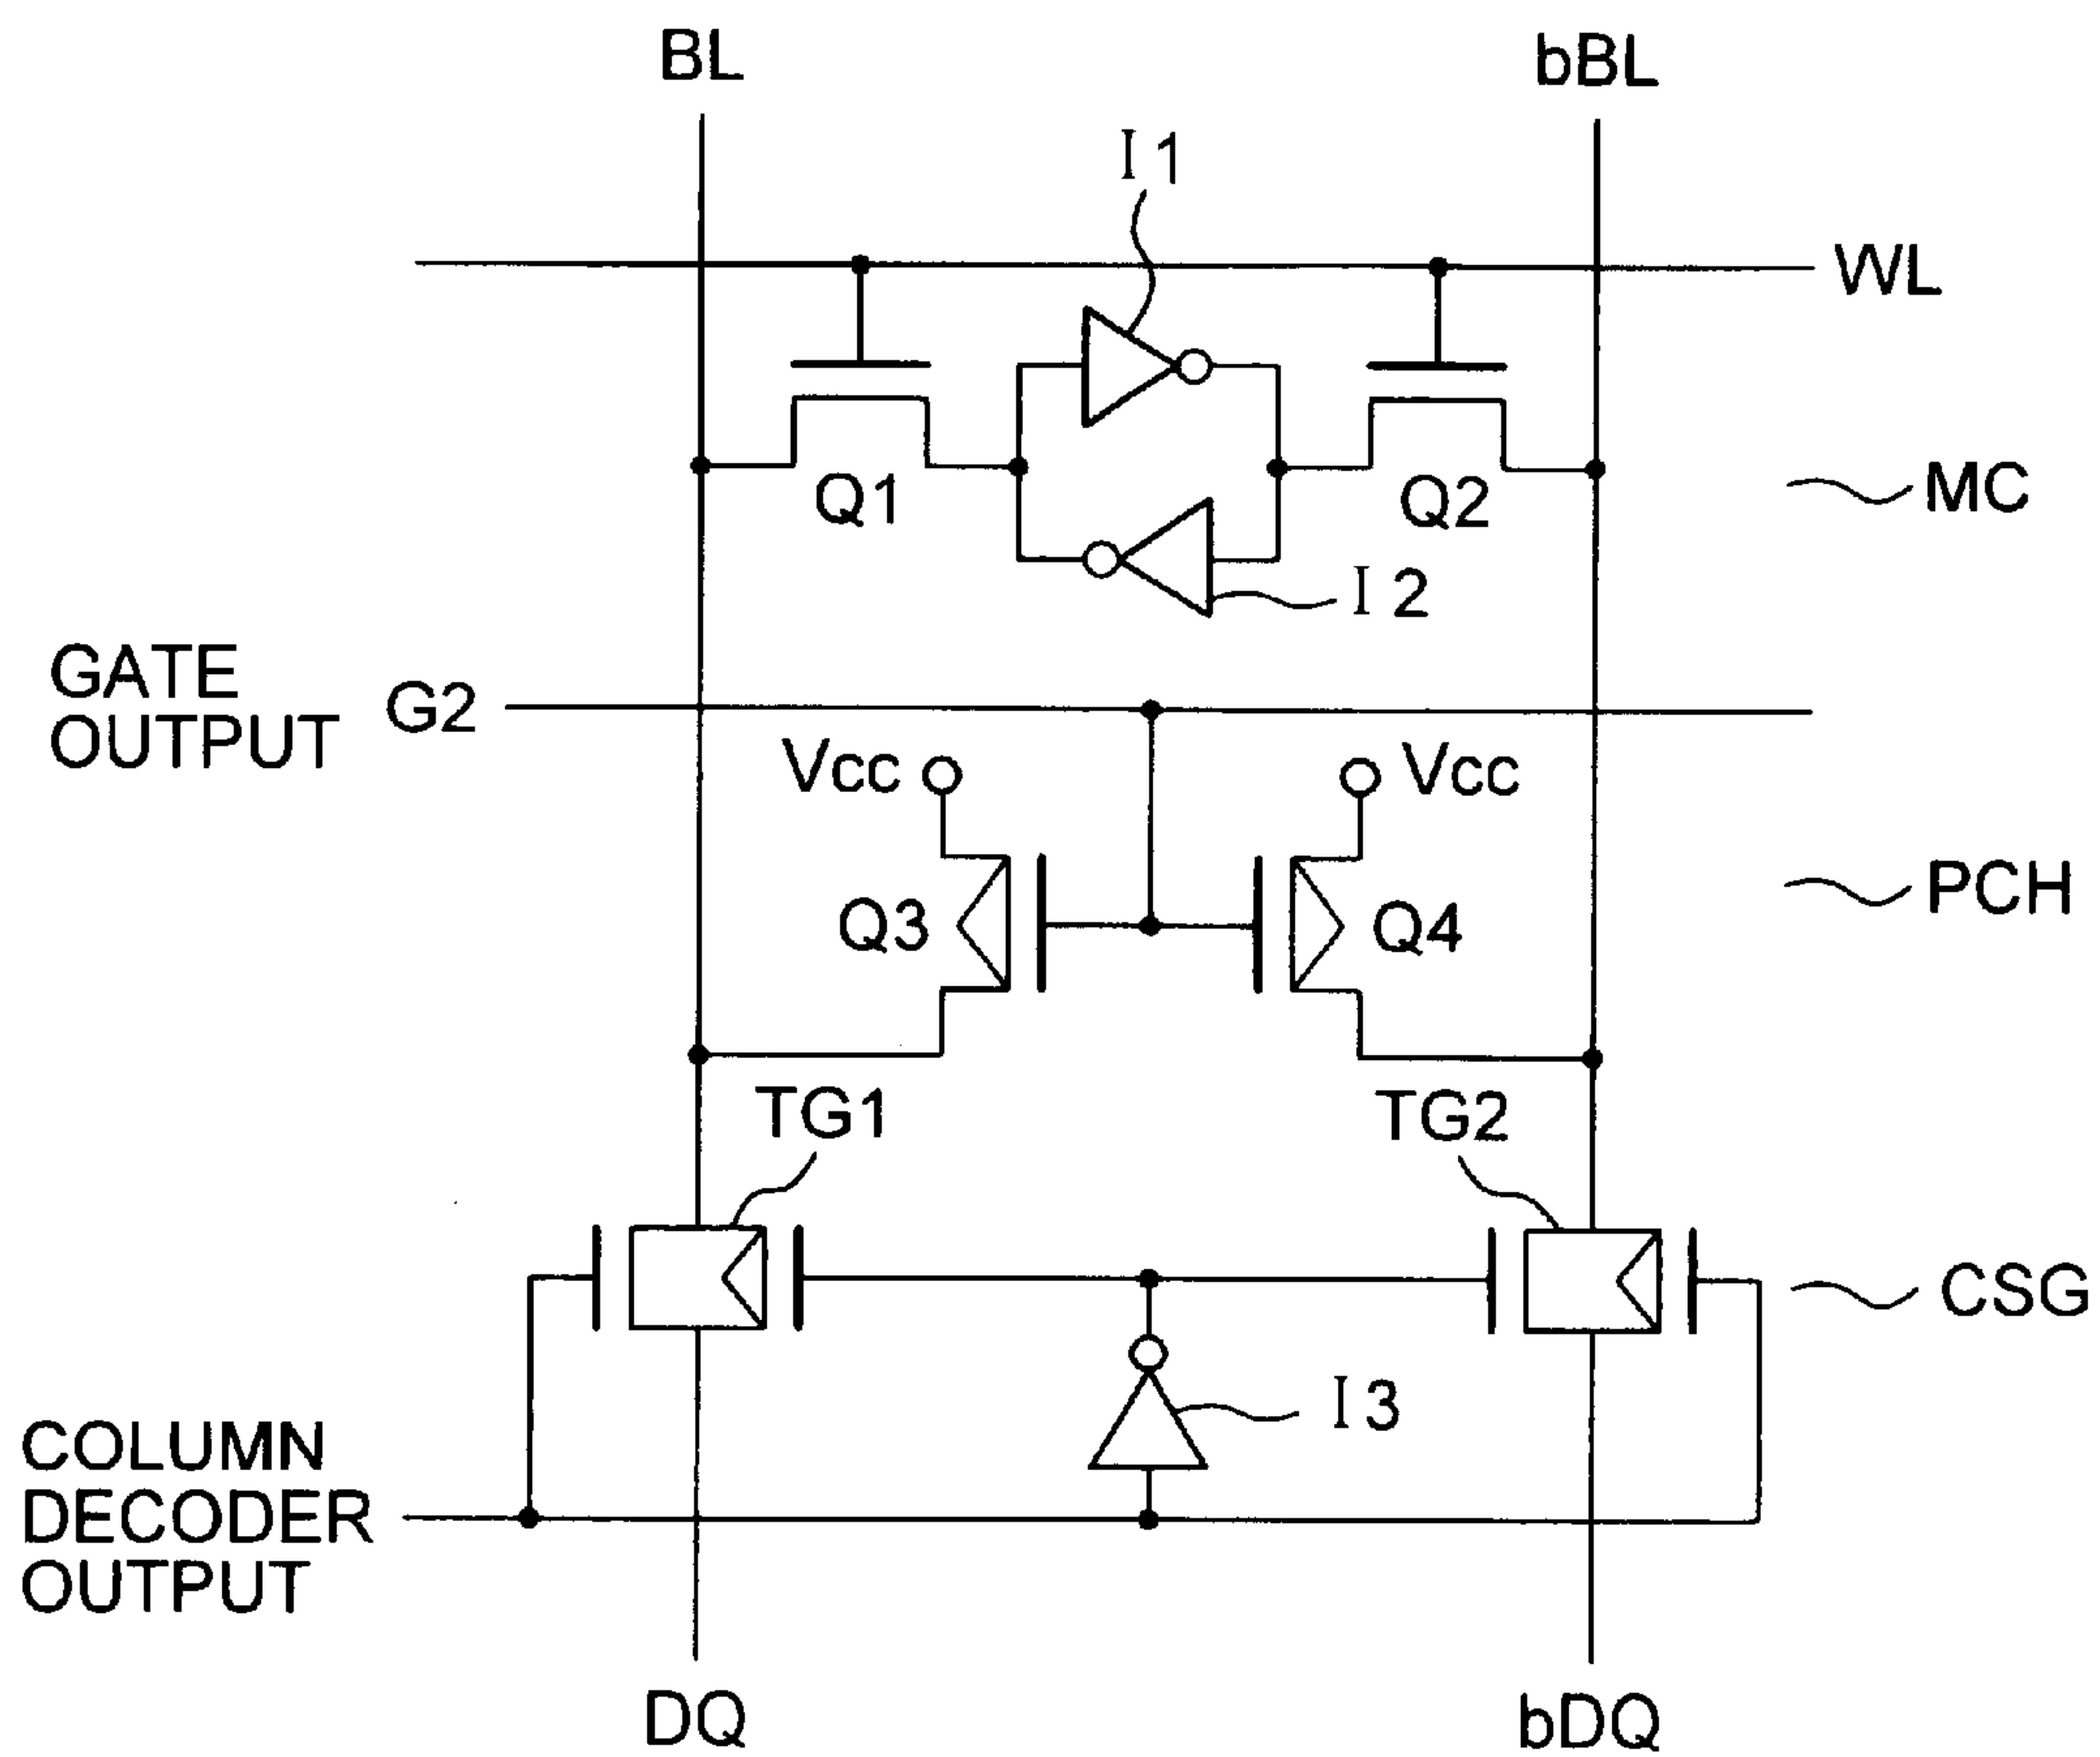 BL
bBL
I1
WL
Q1
Q2
MC
I2
GATE
OUTPUT
G2
Vcc
Vcc
Q3
Q4
PCH
TG1
TG2
CSG
I3
COLUMN
DECODER
OUTPUT
DQ
bDQ